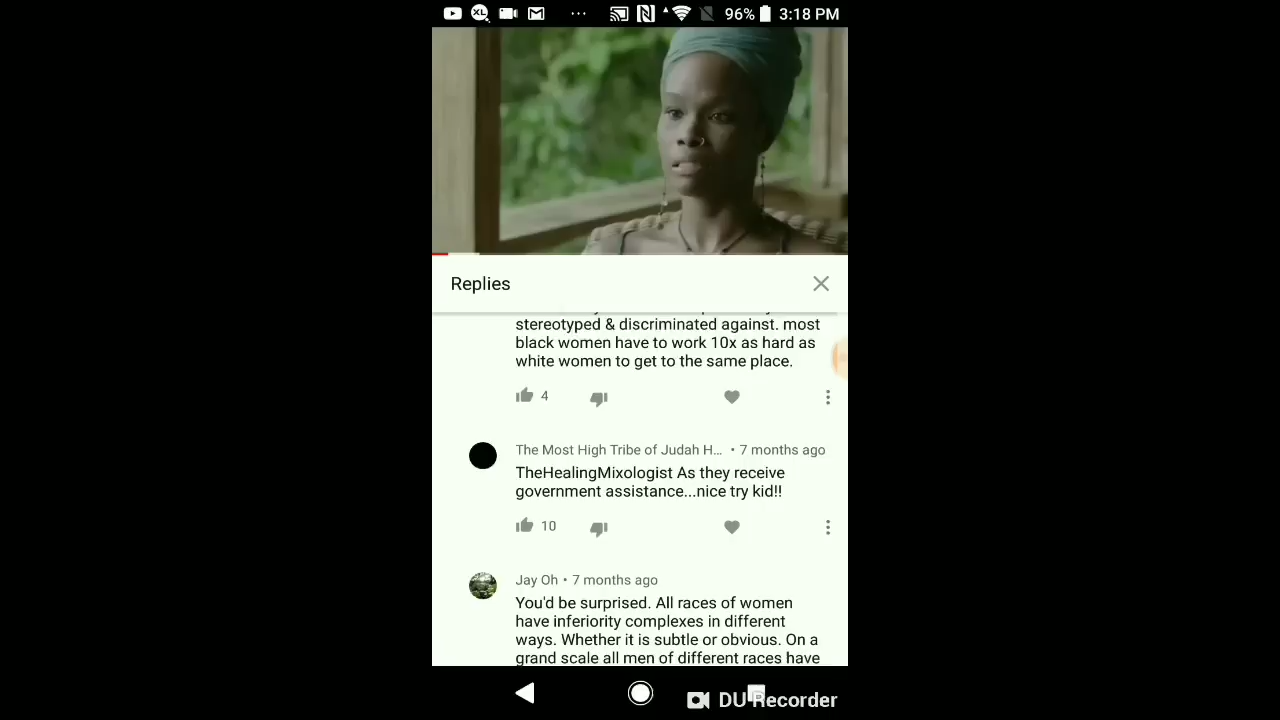 96% 3:18 PM
Replies
stereotyped & discriminated against. most
black women have to work 10x as hard as
white women to get to the same place.
4
The Most High Tribe of Judah H... • 7 months ago
TheHealingMixologist As they receive
government assistance...nice try kid!!
10
Jay Oh • 7 months ago
You'd be surprised. All races of women
have inferiority complexes in different
ways. Whether it is subtle or obvious. On a
grand scale all men of different races have
DU Recorder